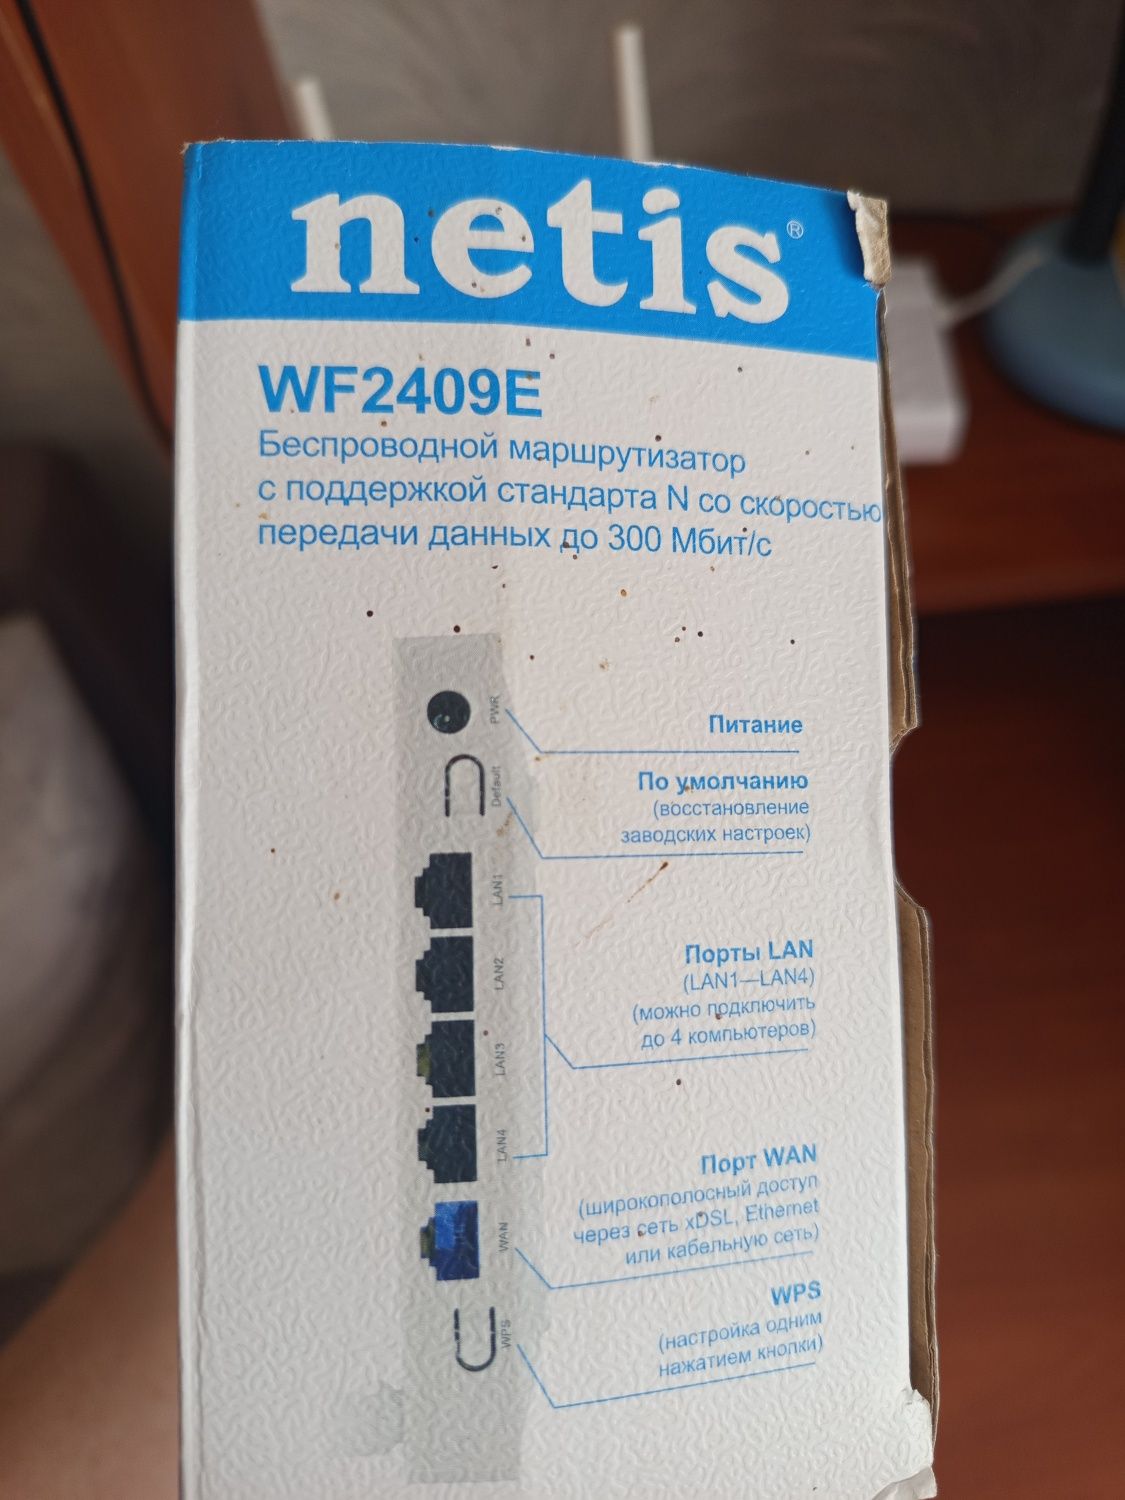 netis®
WF2409E
Беспроводной маршрутизатор
с поддержкой стандарта N со скоростью
передачи данных до 300 Мбит/с
PWR
Питание
Default
По умолчанию
(восстановление
заводских настроек)
LAN1
LAN2
LAN3
LAN4
Порты LAN
(LAN1—LAN4)
(можно подключить
до 4 компьютеров)
WAN
Порт WAN
(широкополосный доступ
через сеть xDSL, Ethernet
или кабельную сеть)
WPS
WPS
(настройка одним
нажатием кнопки)